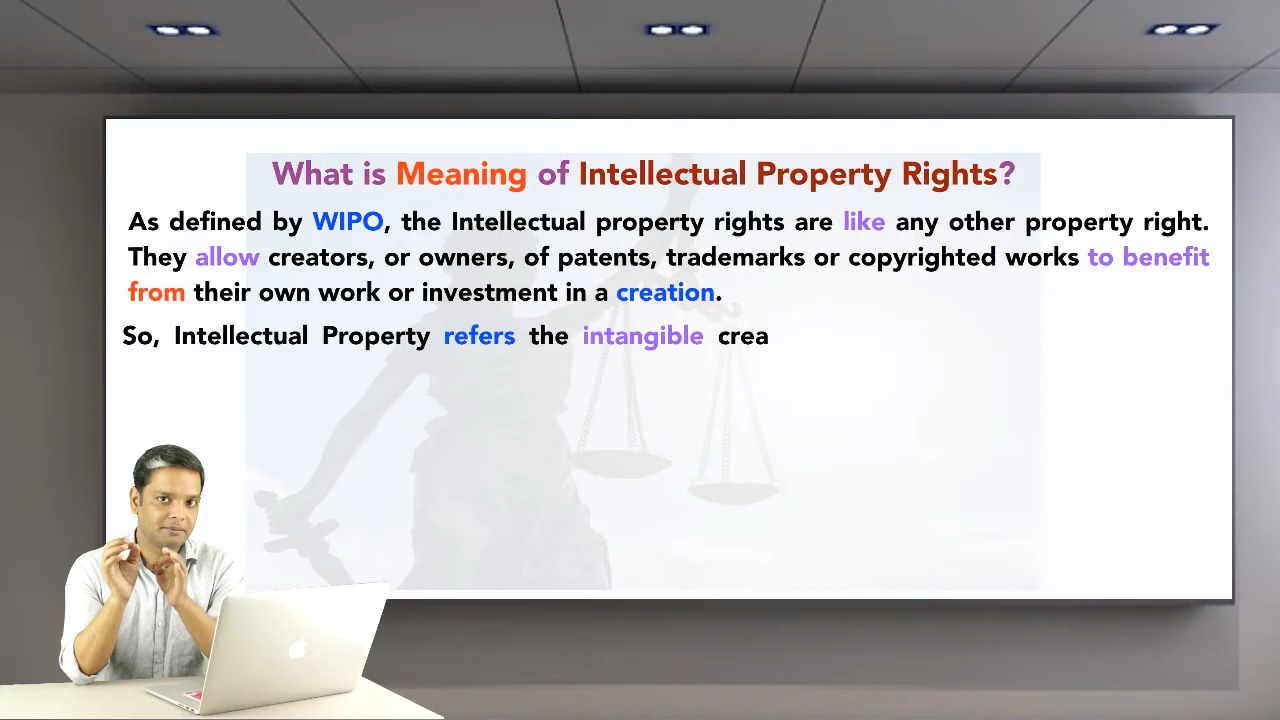 What is Meaning of Intellectual Property Rights?
As defined by WIPO, the Intellectual property rights are like any other property right.
They allow creators, or owners, of patents, trademarks or copyrighted works to benefit
from their own work or investment in a creation.
So, Intellectual Property refers the intangible crea